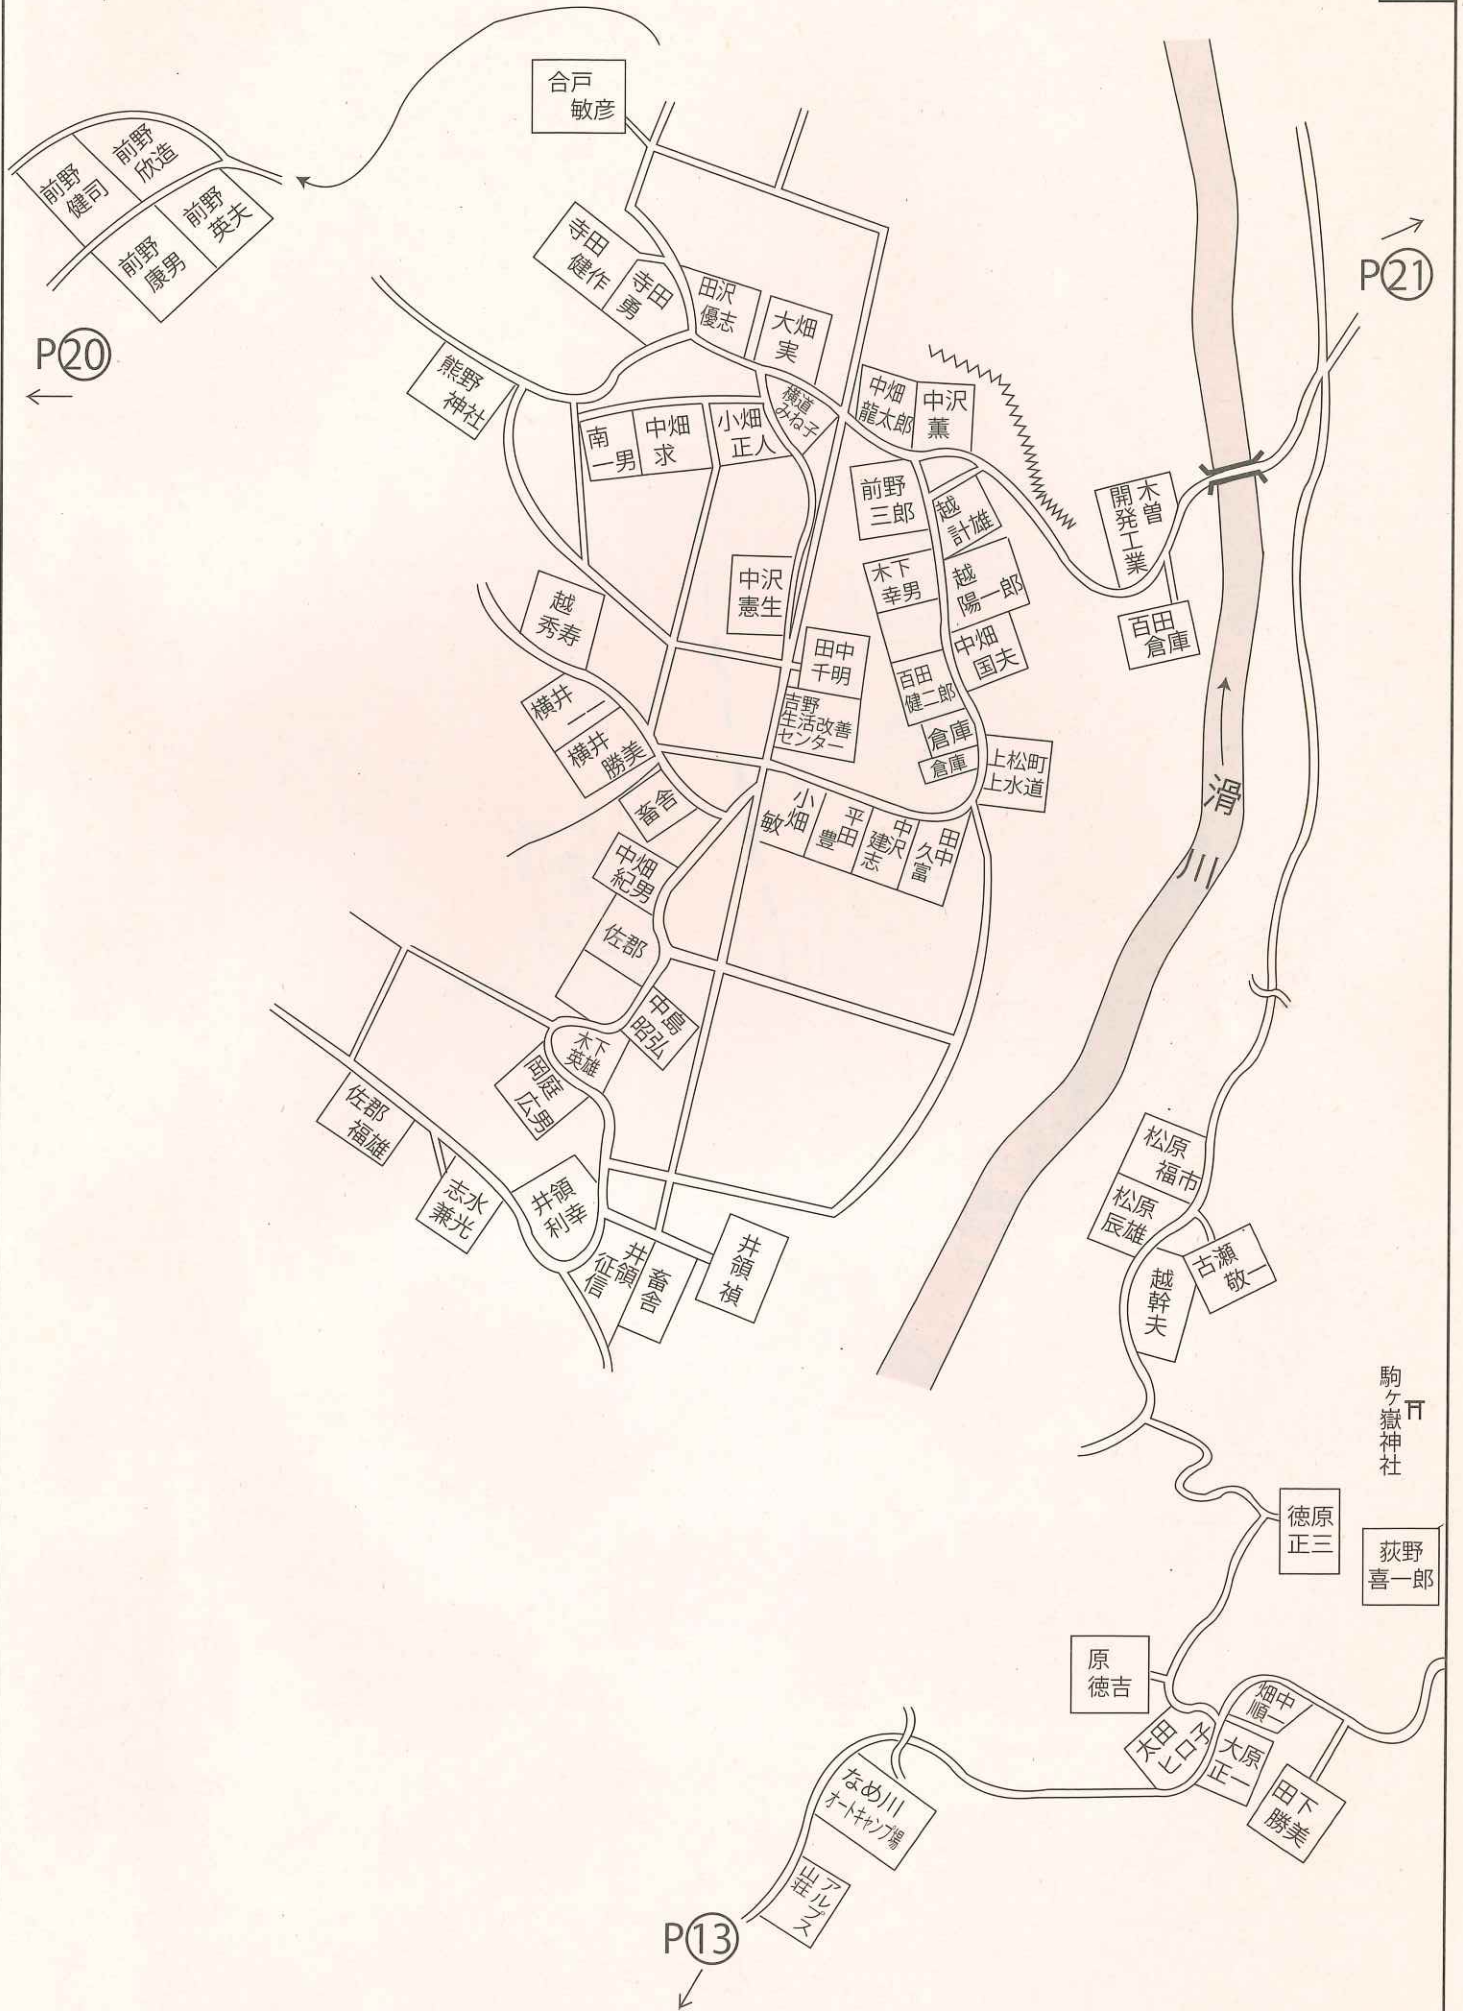 合戸
敏彦
前野
欣造
前野
健司
前野
英夫
前野
康男
P20
P21
寺田
健作
寺田
勇
田沢
優志
大畑
実
熊野
神社
横道
みね子
中畑
龍太郎
中沢
薫
南
一男
中畑
求
小畑
正人
前野
三郎
越
計雄
木曽
開発工業
中沢
憲生
木下
幸男
越
陽一郎
越
秀寿
百田
倉庫
田中
千明
中畑
国夫
百田
健二郎
横井
一一
横井
勝美
吉野
生活改善
センター
倉庫
倉庫
上松町
上水道
畜舎
小畑
敏
平田
豊
中沢
建志
田中
久富
滑川
中畑
紀男
佐郡
中島
昭弘
木下
英雄
岡庭
広男
佐郡
福雄
志水
兼光
井領
利幸
井領
征信
畜舎
井領
禎
松原
福市
松原
辰雄
古瀬
敬一
越
幹夫
駒ヶ嶽神社
徳原
正三
荻野
喜一郎
原
徳吉
太田
ヒロ子
畑中
順一
大原
正一
田下
勝美
なめ川
オートキャンプ場
アルプス
山荘
P13